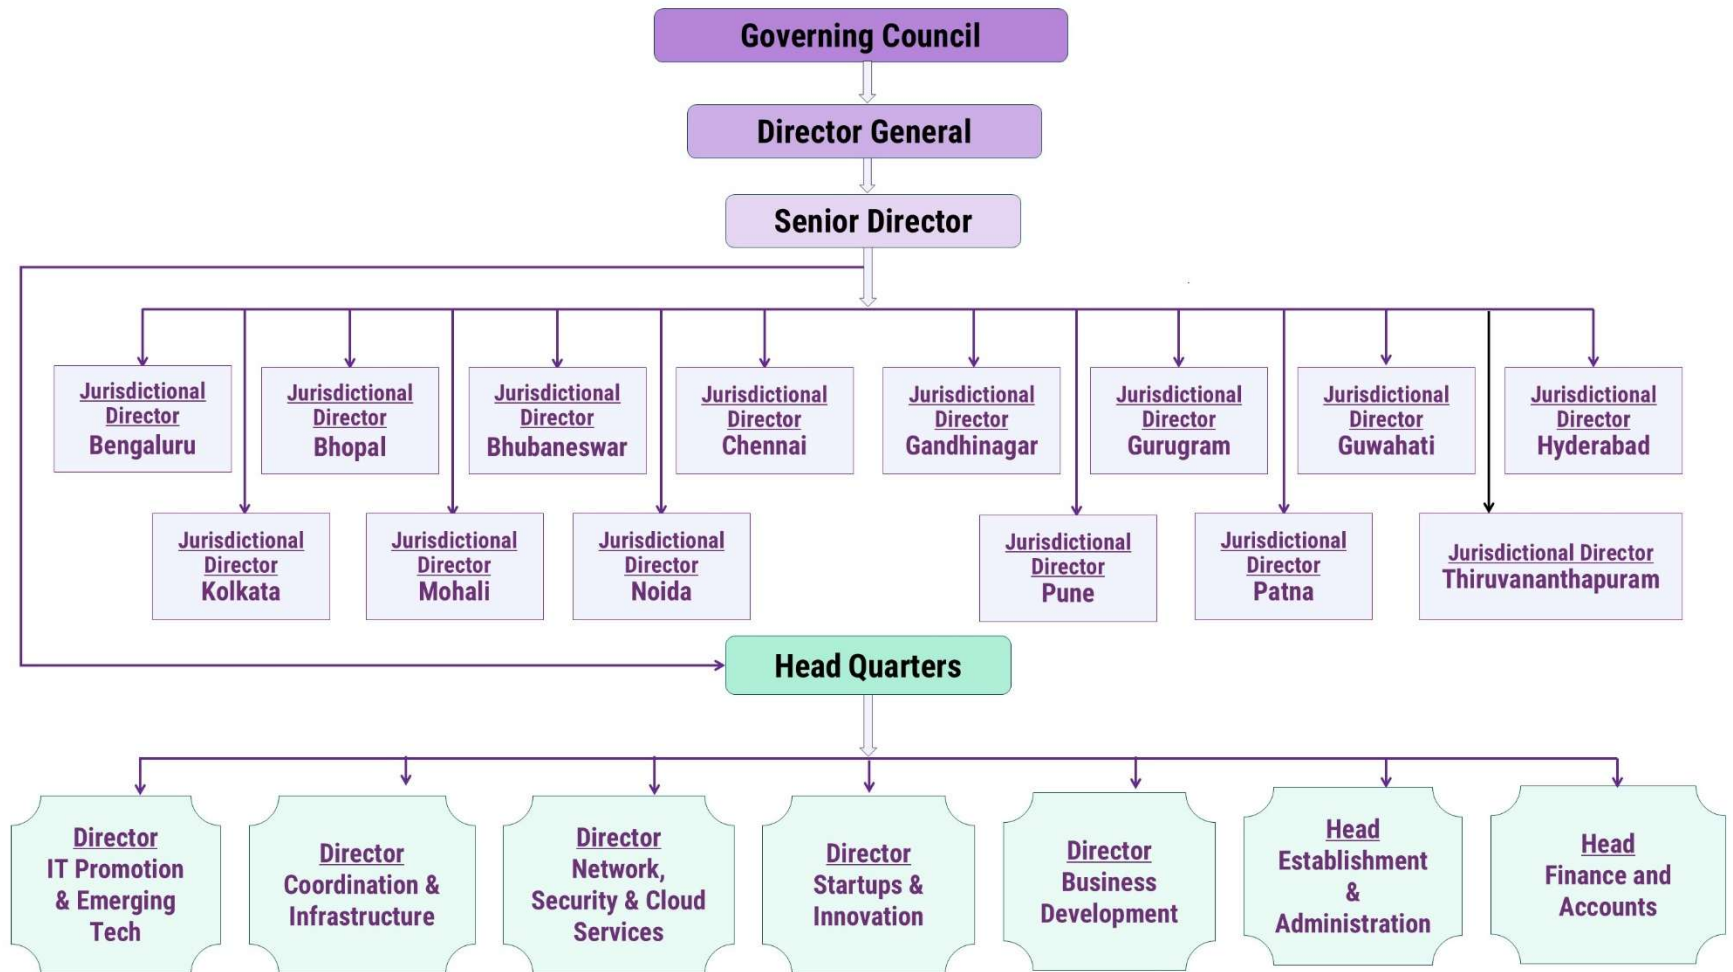 Governing Council
Director General
Senior Director
Jurisdictional
Director
Bengaluru
Jurisdictional
Director
Bhopal
Jurisdictional
Director
Bhubaneswar
Jurisdictional
Director
Chennai
Jurisdictional
Director
Gandhinagar
Jurisdictional
Director
Gurugram
Jurisdictional
Director
Guwahati
Jurisdictional
Director
Hyderabad
Jurisdictional
Director
Kolkata
Jurisdictional
Director
Mohali
Jurisdictional
Director
Noida
Jurisdictional
Director
Pune
Jurisdictional
Director
Patna
Jurisdictional Director
Thiruvananthapuram
Head Quarters
Director
IT Promotion
& Emerging
Tech
Director
Coordination &
Infrastructure
Director
Network,
Security & Cloud
Services
Director
Startups &
Innovation
Director
Business
Development
Head
Establishment
&
Administration
Head
Finance and
Accounts